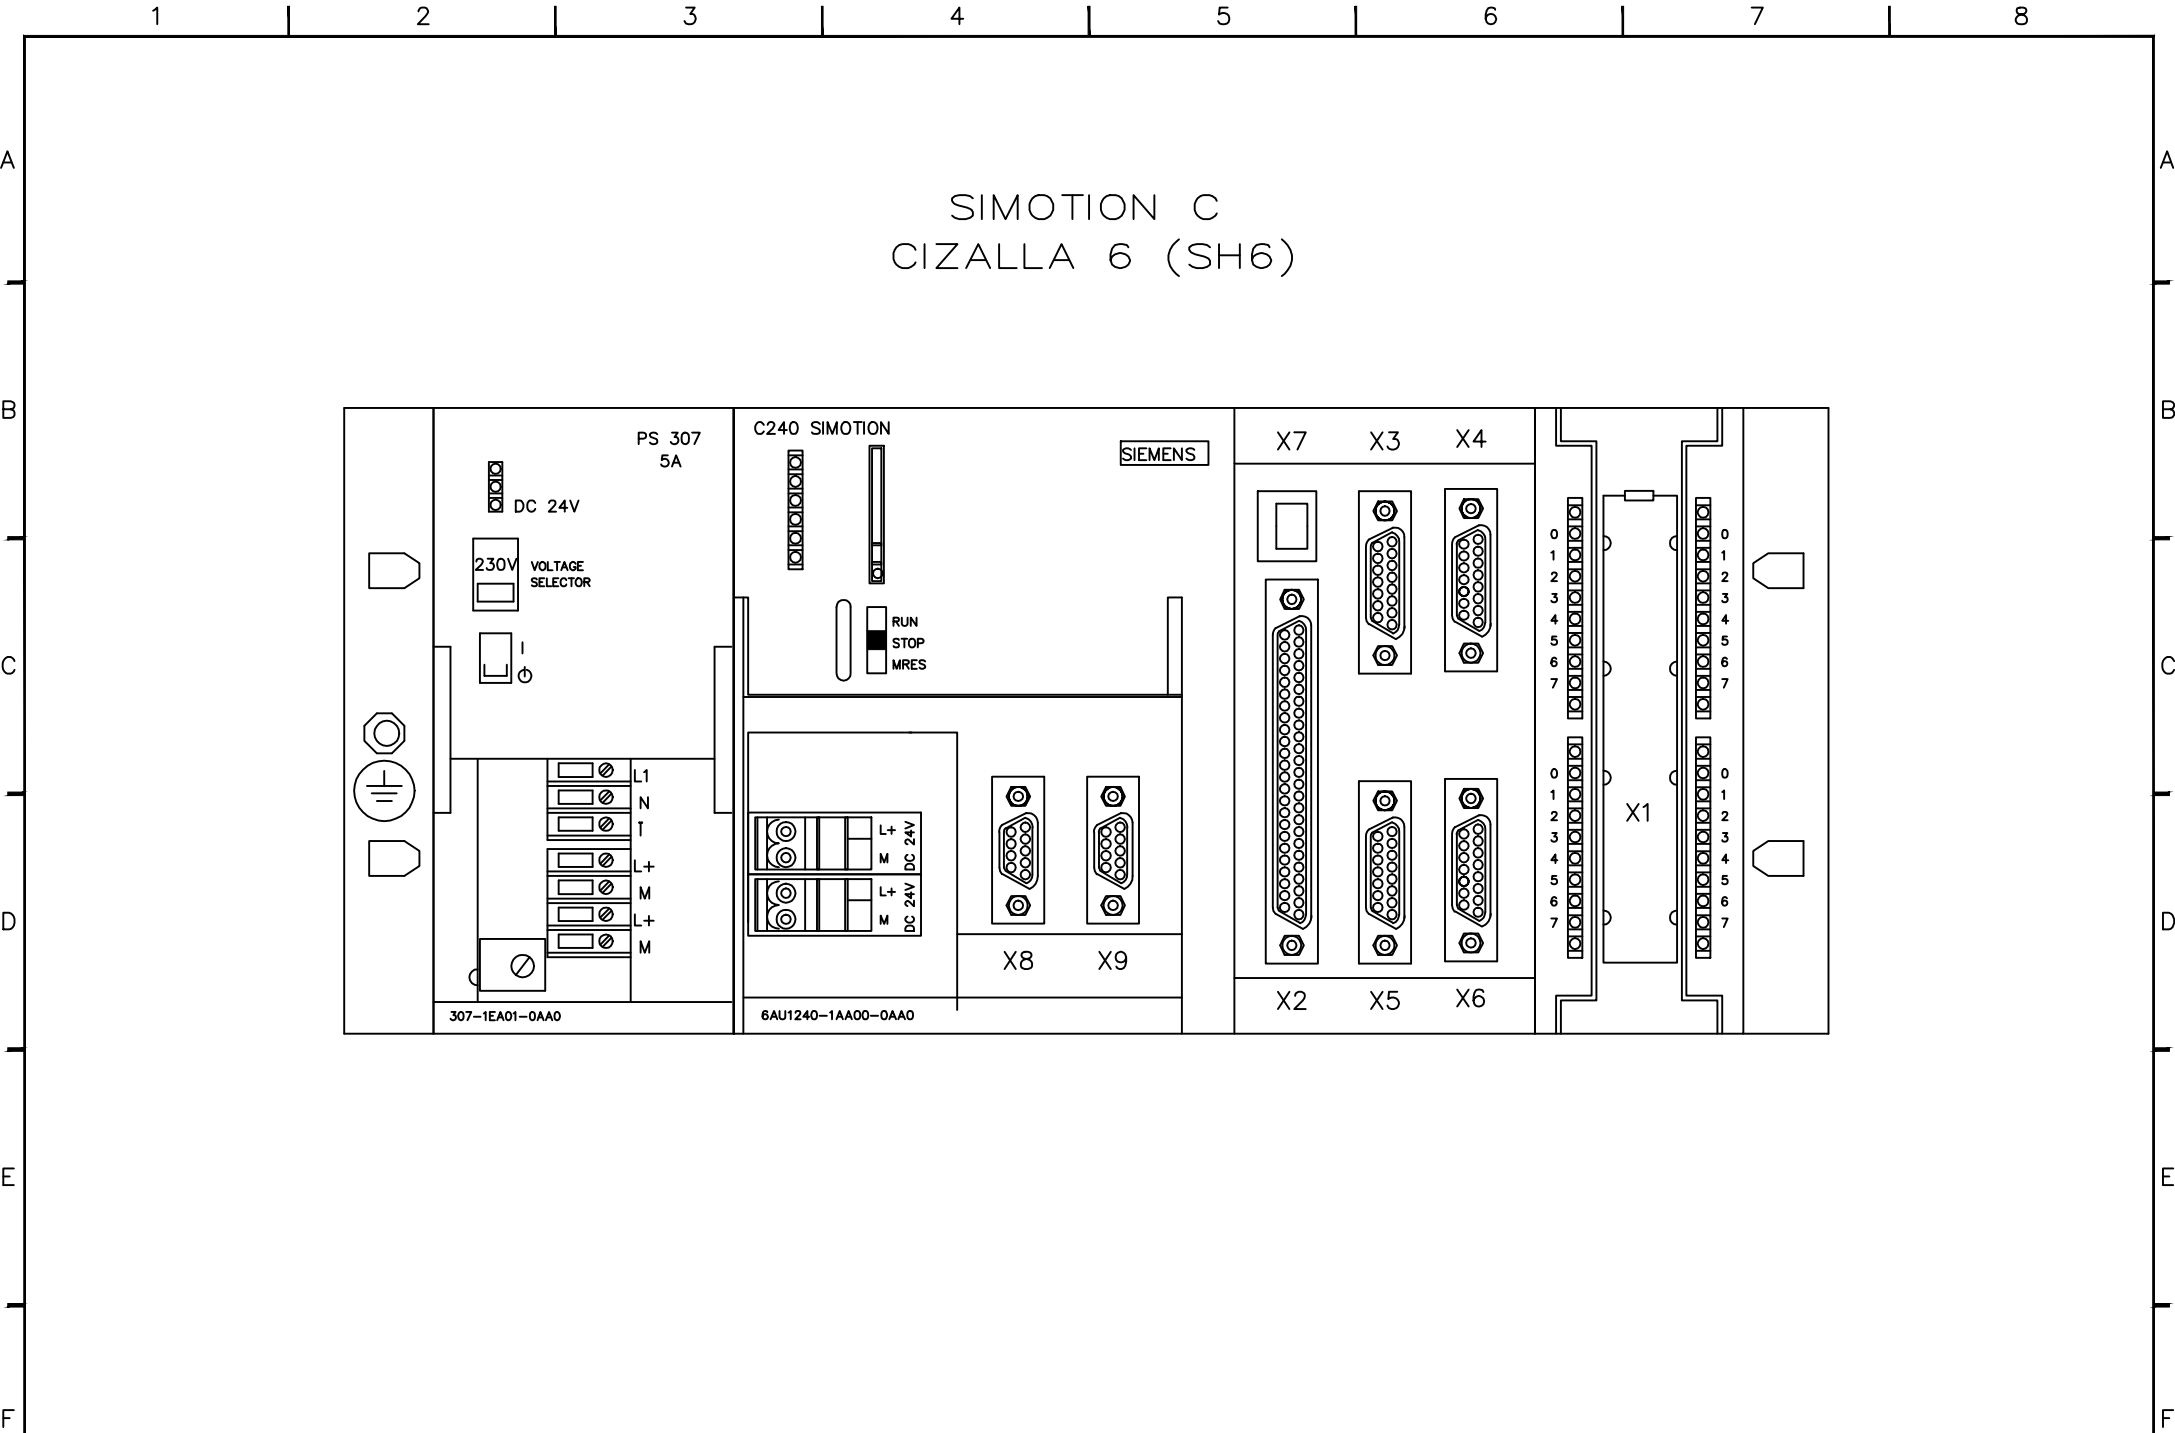 1 2 3 4 5 6 7 8
A A
SIMOTION C
CIZALLA 6 (SH6)
B B
PS 307
5A
DC 24V
230V
VOLTAGE
SELECTOR
I
L1
N
L+
M
L+
M
307-1EA01-0AA0
C240 SIMOTION
SIEMENS
RUN
STOP
MRES
L+
M
DC 24V
L+
M
DC 24V
X8 X9
6AU1240-1AA00-0AA0
X7 X3 X4
X2 X5 X6
0
1
2
3
4
5
6
7
0
1
2
3
4
5
6
7
X1
0
1
2
3
4
5
6
7
0
1
2
3
4
5
6
7
C C
D D
E E
F F